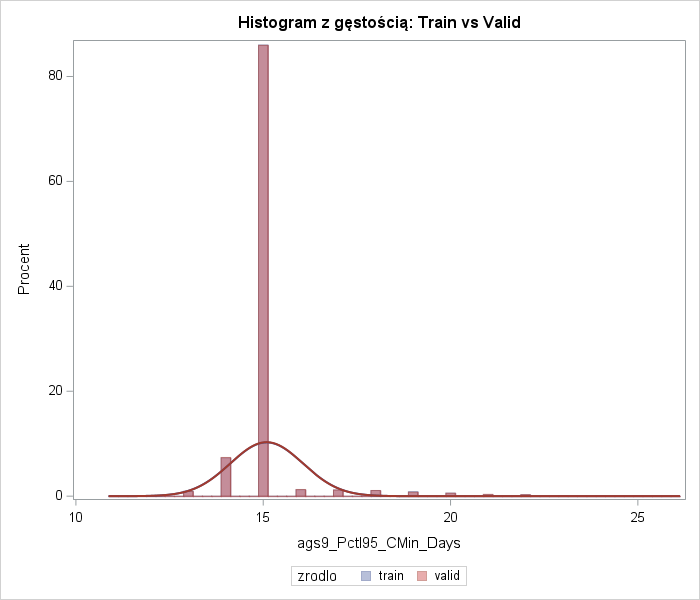 Histogram z gęstością: Train vs Valid
80
60
40
20
0
Procent
10 15 20 25
ags9_Pctl95_CMin_Days
zrodlo train valid